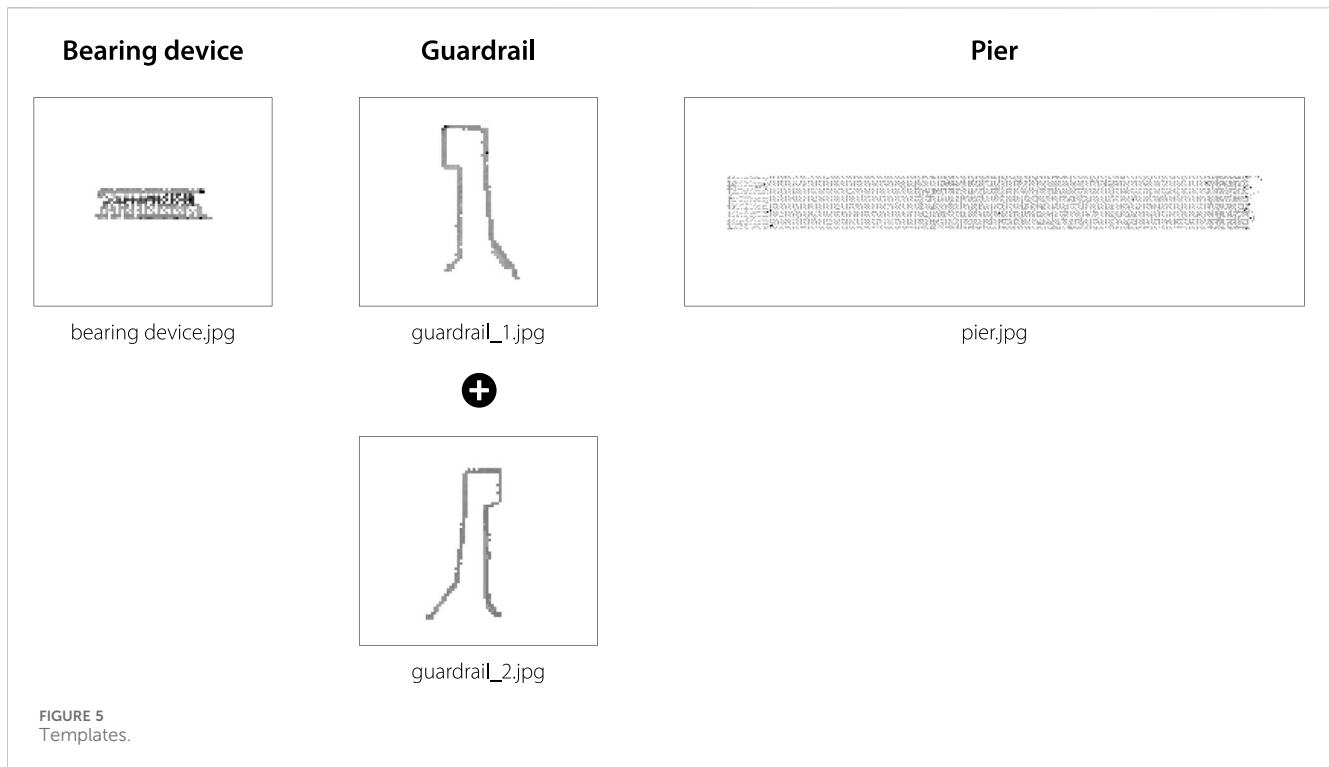 Bearing device
Guardrail
Pier
bearing device.jpg
guardrail_1.jpg
pier.jpg
guardrail_2.jpg
FIGURE 5
Templates.